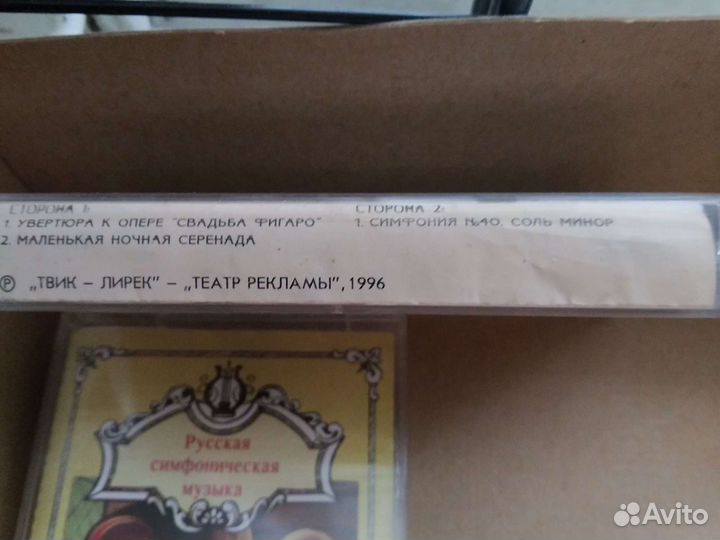 СТОРОНА 1:
1. УВЕРТЮРА К ОПЕРЕ "СВАДЬБА ФИГАРО"
2. МАЛЕНЬКАЯ НОЧНАЯ СЕРЕНАДА
СТОРОНА 2:
1. СИМФОНИЯ №40. СОЛЬ МИНОР
Ⓟ „ТВИК – ЛИРЕК" – „ТЕАТР РЕКЛАМЫ", 1996
Русская
симфоническая
музыка
Avito